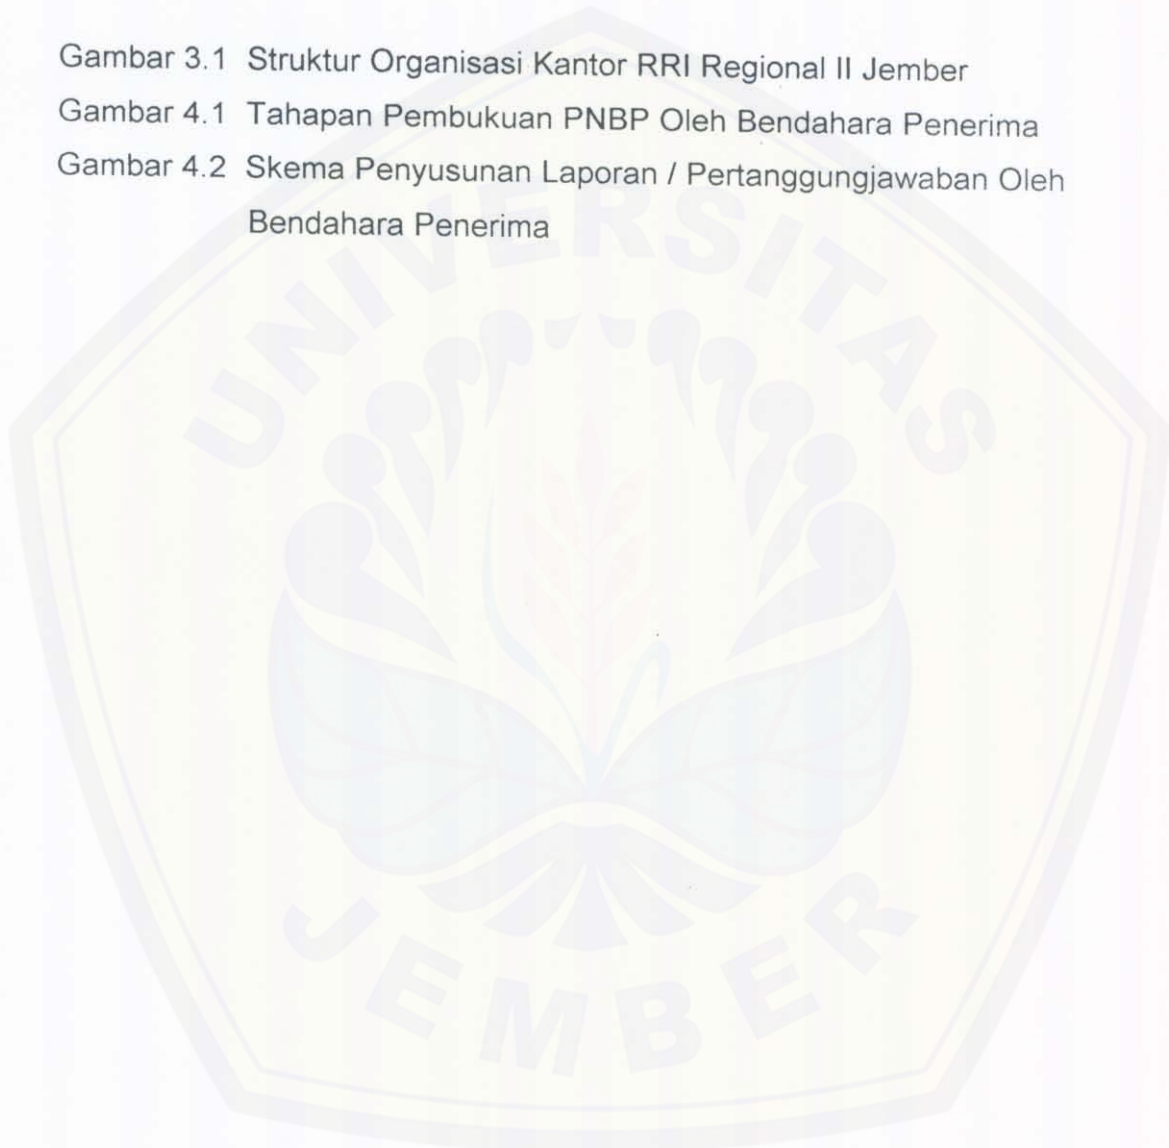 Gambar 3.1 Struktur Organisasi Kantor RRI Regional II Jember
Gambar 4.1 Tahapan Pembukuan PNBP Oleh Bendahara Penerima
Gambar 4.2 Skema Penyusunan Laporan / Pertanggungjawaban Oleh
Bendahara Penerima
UNIVERSITAS
JEMBER